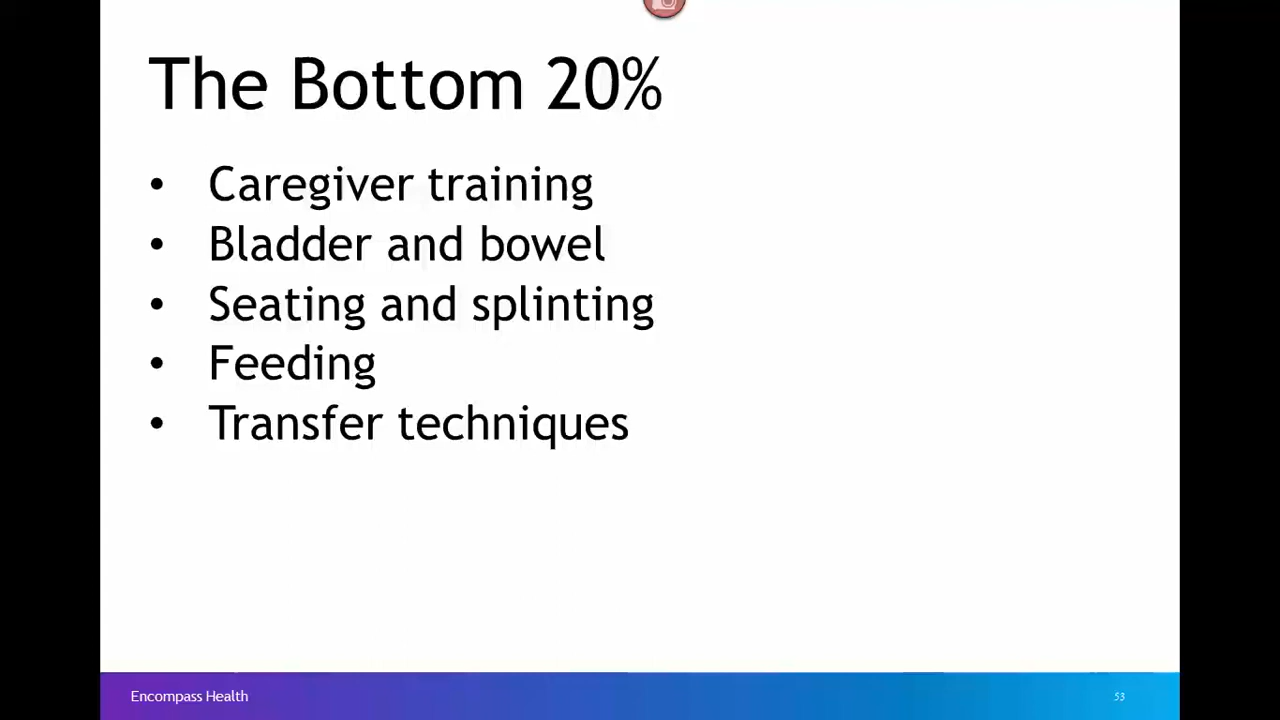 The Bottom 20%
• Caregiver training
• Bladder and bowel
• Seating and splinting
• Feeding
• Transfer techniques
Encompass Health
53